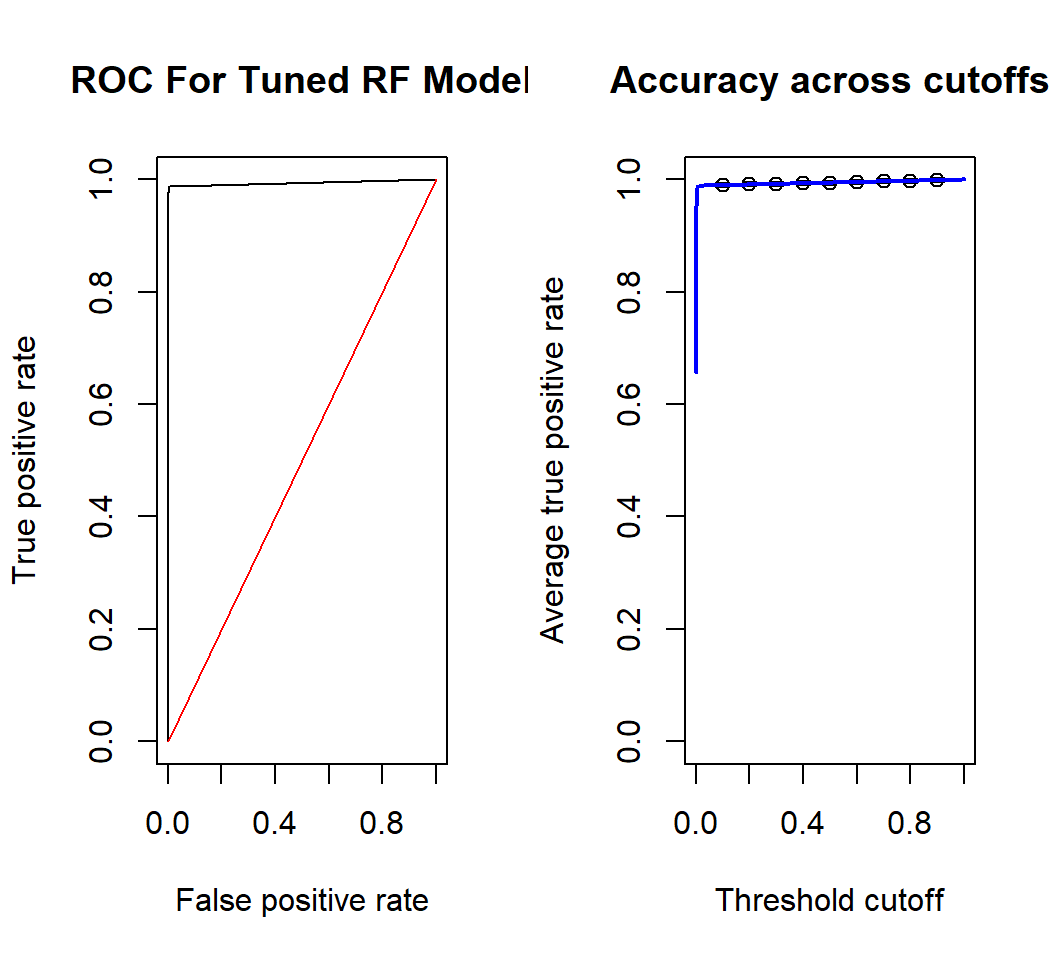 ROC For Tuned RF Model
True positive rate
1.0
0.8
0.6
0.4
0.2
0.0
0.0 0.4 0.8
False positive rate
Accuracy across cutoffs
Average true positive rate
1.0
0.8
0.6
0.4
0.2
0.0
0.0 0.4 0.8
Threshold cutoff